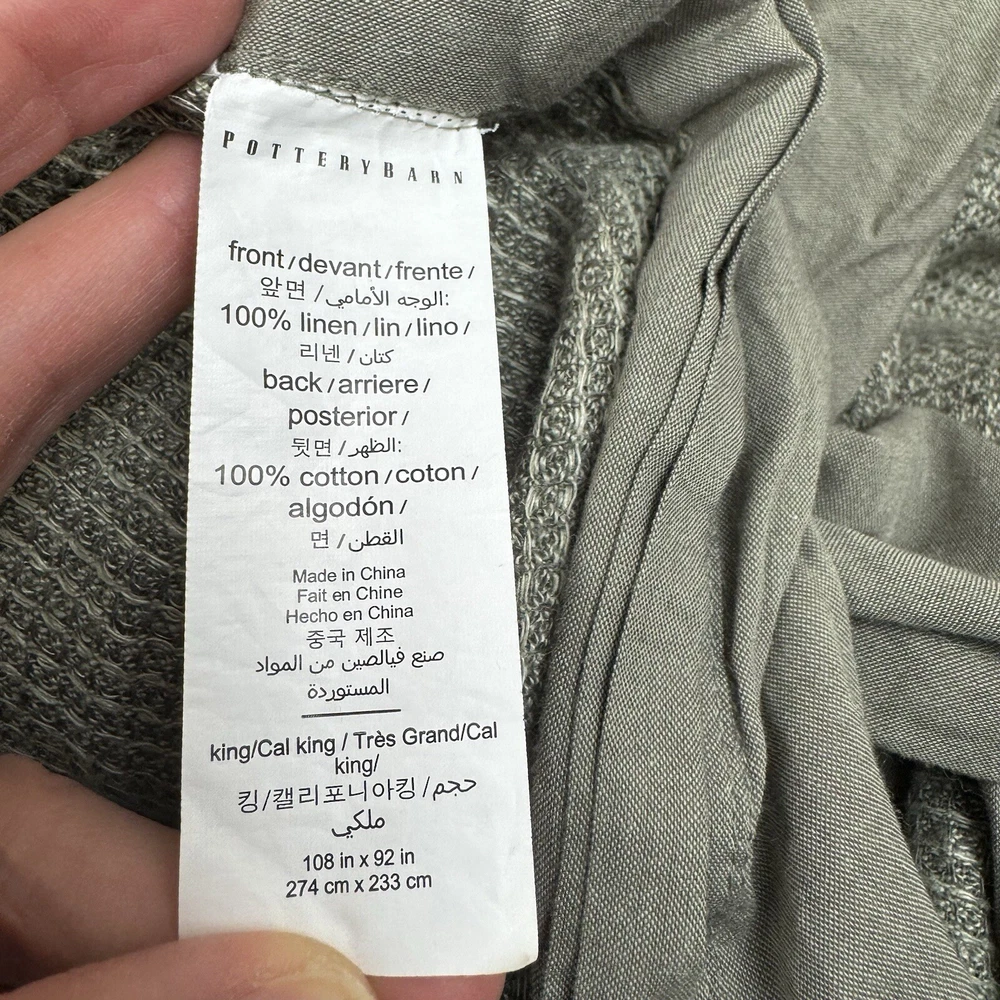 POTTERYBARN
front/devant/frente/
앞면/الوجه الأمامي:
100% linen/lin/lino/
리넨/كتان
back/arriere/
posterior/
뒷면/الظهر:
100% cotton/coton/
algodón/
면/القطن
Made in China
Fait en Chine
Hecho en China
중국 제조
صنع فيالصين من المواد
المستوردة
king/Cal king / Très Grand/Cal
king/
킹/캘리포니아킹/حجم
ملكي
108 in x 92 in
274 cm x 233 cm